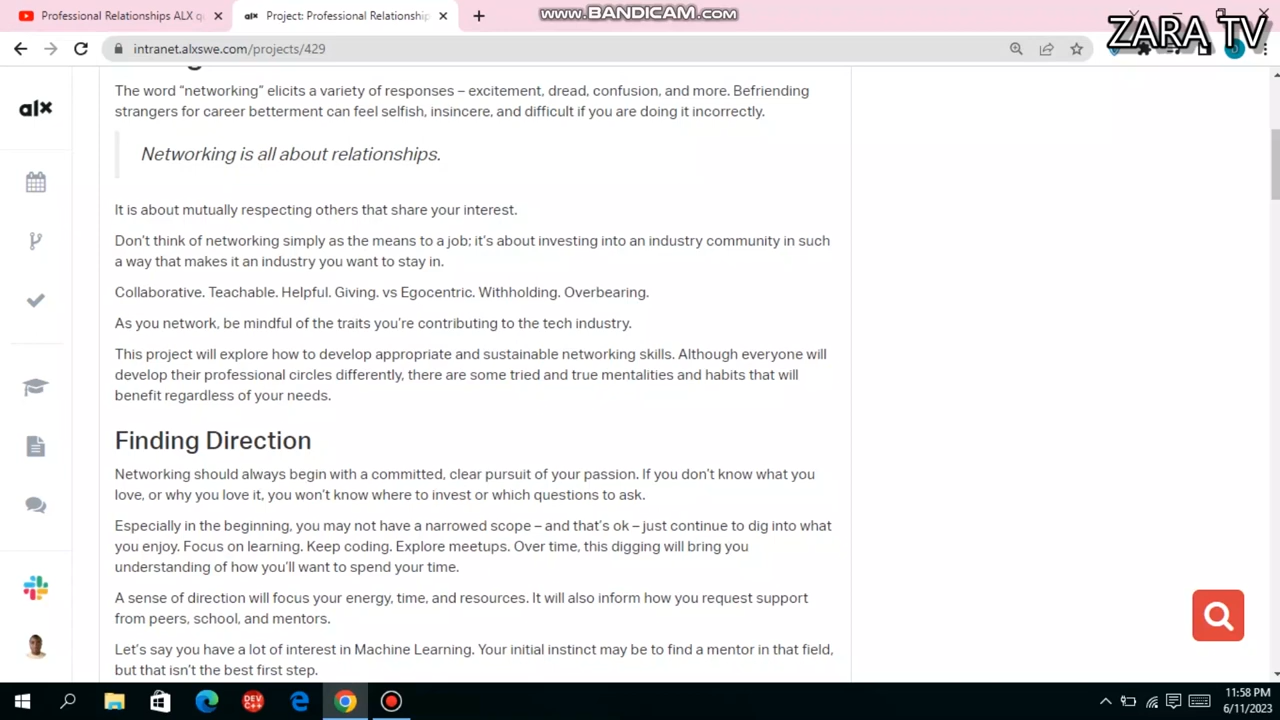 Professional Relationships ALX q
Project: Professional Relationship
www.BANDICAM.com
ZARA TV
intranet.alxswe.com/projects/429
alx
The word “networking” elicits a variety of responses – excitement, dread, confusion, and more. Befriending
strangers for career betterment can feel selfish, insincere, and difficult if you are doing it incorrectly.
Networking is all about relationships.
It is about mutually respecting others that share your interest.
Don’t think of networking simply as the means to a job; it’s about investing into an industry community in such
a way that makes it an industry you want to stay in.
Collaborative. Teachable. Helpful. Giving. vs Egocentric. Withholding. Overbearing.
As you network, be mindful of the traits you’re contributing to the tech industry.
This project will explore how to develop appropriate and sustainable networking skills. Although everyone will
develop their professional circles differently, there are some tried and true mentalities and habits that will
benefit regardless of your needs.
Finding Direction
Networking should always begin with a committed, clear pursuit of your passion. If you don’t know what you
love, or why you love it, you won’t know where to invest or which questions to ask.
Especially in the beginning, you may not have a narrowed scope – and that’s ok – just continue to dig into what
you enjoy. Focus on learning. Keep coding. Explore meetups. Over time, this digging will bring you
understanding of how you’ll want to spend your time.
A sense of direction will focus your energy, time, and resources. It will also inform how you request support
from peers, school, and mentors.
Let’s say you have a lot of interest in Machine Learning. Your initial instinct may be to find a mentor in that field,
but that isn’t the best first step.
DEV
C++
11:58 PM
6/11/2023